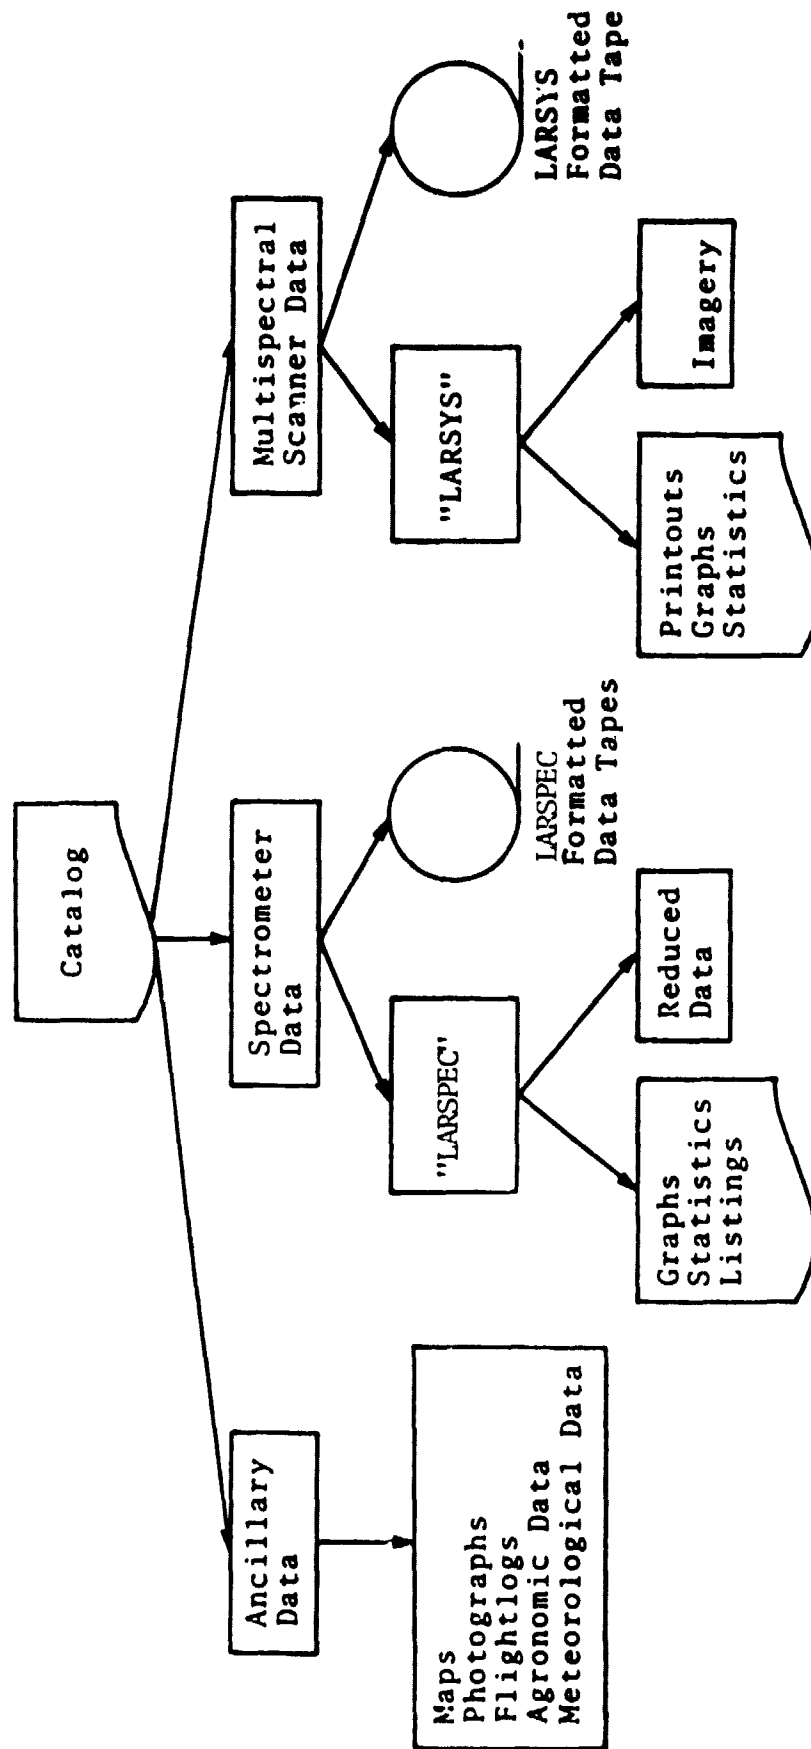 Catalog
Ancillary
Data
Spectrometer
Data
Multispectral
Scanner Data
Maps
Photographs
Flightlogs
Agronomic Data
Meteorological Data
"LARSPEC"
LARSPEC
Formatted
Data Tapes
"LARSYS"
LARSYS
Formatted
Data Tape
Graphs
Statistics
Listings
Reduced
Data
Printouts
Graphs
Statistics
Imagery